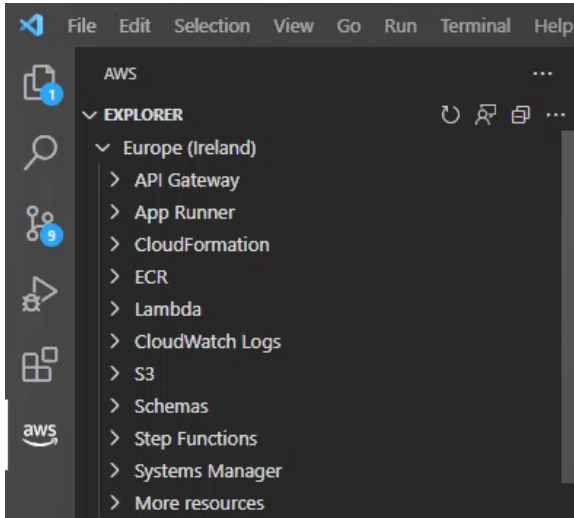 File Edit Selection View Go Run Terminal Help
AWS
1
EXPLORER
Europe (Ireland)
API Gateway
App Runner
9
CloudFormation
ECR
Lambda
CloudWatch Logs
S3
Schemas
aws
Step Functions
Systems Manager
More resources